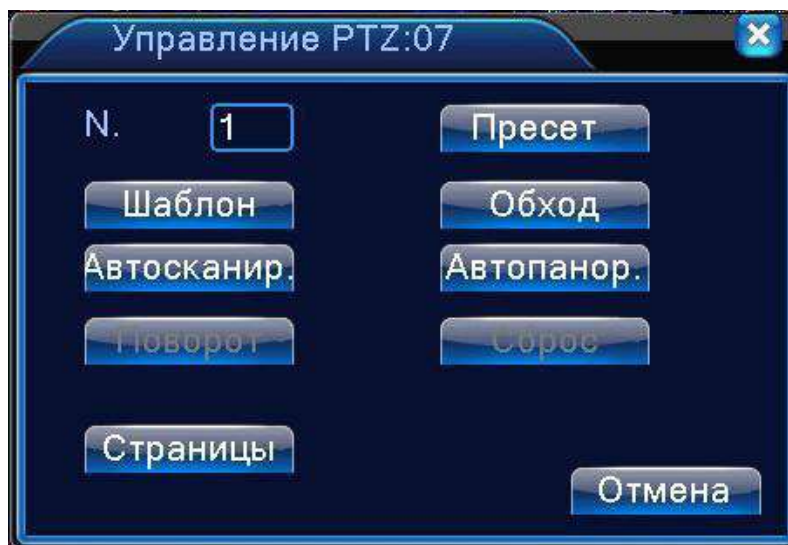 Управление PTZ:07
N. 1 Пресет
Шаблон Обход
Автосканир. Автопанор.
Поворот Сброс
Страницы
Отмена